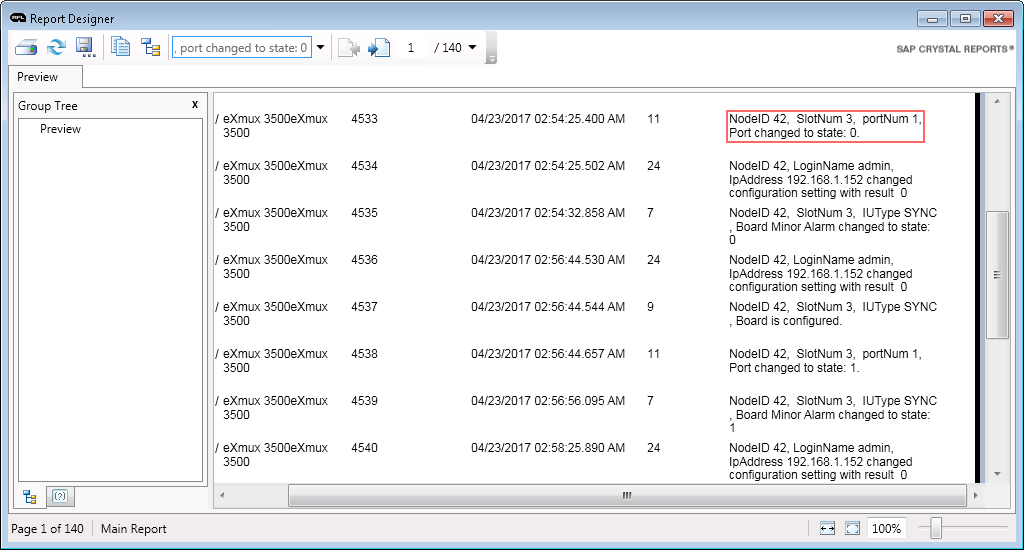 RFL Report Designer
, port changed to state: 0
1 / 140
SAP CRYSTAL REPORTS®
Preview
Group Tree x
Preview
/ eXmux 3500eXmux 4533 04/23/2017 02:54:25.400 AM 11 NodeID 42, SlotNum 3, portNum 1,
3500 Port changed to state: 0.
/ eXmux 3500eXmux 4534 04/23/2017 02:54:25.502 AM 24 NodeID 42, LoginName admin,
3500 IpAddress 192.168.1.152 changed
configuration setting with result 0
/ eXmux 3500eXmux 4535 04/23/2017 02:54:32.858 AM 7 NodeID 42, SlotNum 3, IUType SYNC
3500 , Board Minor Alarm changed to state:
0
/ eXmux 3500eXmux 4536 04/23/2017 02:56:44.530 AM 24 NodeID 42, LoginName admin,
3500 IpAddress 192.168.1.152 changed
configuration setting with result 0
/ eXmux 3500eXmux 4537 04/23/2017 02:56:44.544 AM 9 NodeID 42, SlotNum 3, IUType SYNC
3500 , Board is configured.
/ eXmux 3500eXmux 4538 04/23/2017 02:56:44.657 AM 11 NodeID 42, SlotNum 3, portNum 1,
3500 Port changed to state: 1.
/ eXmux 3500eXmux 4539 04/23/2017 02:56:56.095 AM 7 NodeID 42, SlotNum 3, IUType SYNC
3500 , Board Minor Alarm changed to state:
1
/ eXmux 3500eXmux 4540 04/23/2017 02:58:25.890 AM 24 NodeID 42, LoginName admin,
3500 IpAddress 192.168.1.152 changed
configuration setting with result 0
Page 1 of 140 Main Report 100%